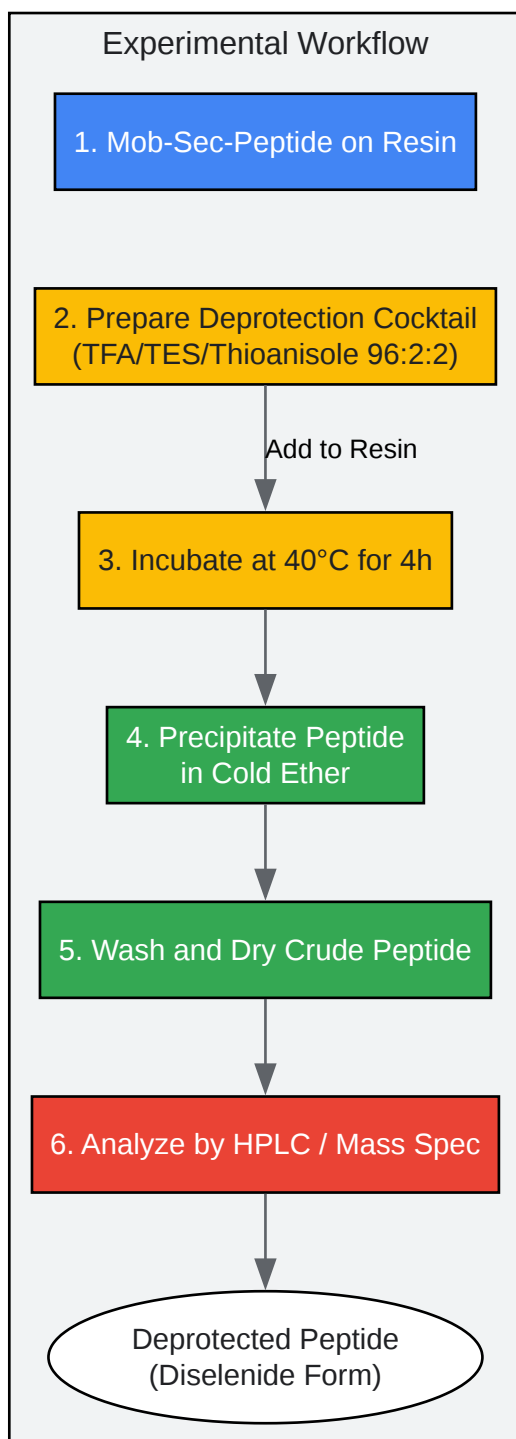 Experimental Workflow
1. Mob-Sec-Peptide on Resin
2. Prepare Deprotection Cocktail
(TFA/TES/Thioanisole 96:2:2)
Add to Resin
3. Incubate at 40°C for 4h
4. Precipitate Peptide
in Cold Ether
5. Wash and Dry Crude Peptide
6. Analyze by HPLC / Mass Spec
Deprotected Peptide
(Diselenide Form)